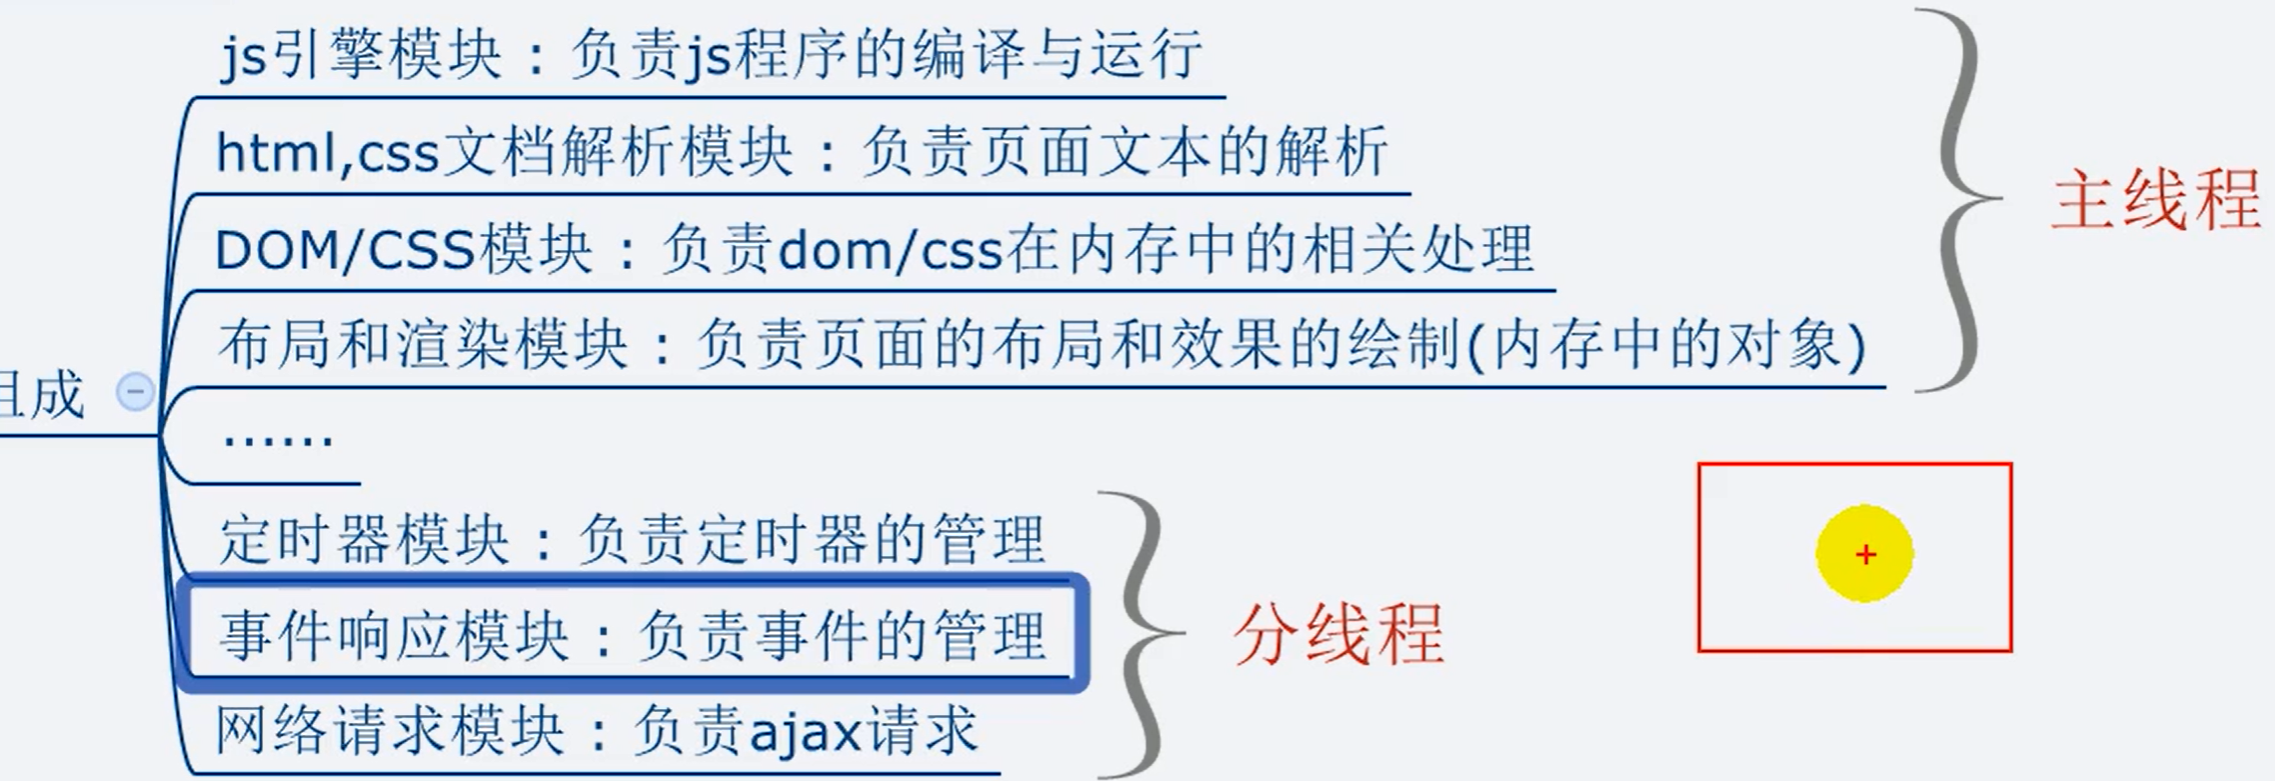 js引擎模块：负责js程序的编译与运行
html,css文档解析模块：负责页面文本的解析
DOM/CSS模块：负责dom/css在内存中的相关处理
主线程
布局和渲染模块：负责页面的布局和效果的绘制(内存中的对象)
组成
......
定时器模块：负责定时器的管理
事件响应模块：负责事件的管理
分线程
网络请求模块：负责ajax请求